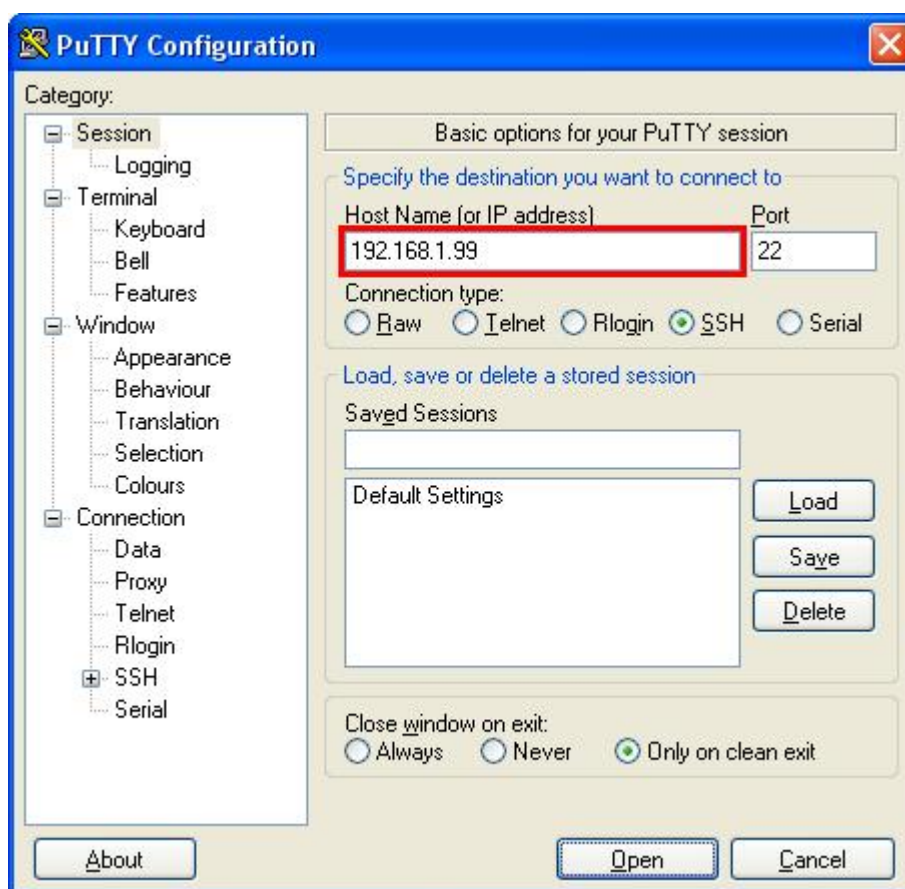 PuTTY Configuration
Category:
Session
Logging
Terminal
Keyboard
Bell
Features
Window
Appearance
Behaviour
Translation
Selection
Colours
Connection
Data
Proxy
Telnet
Rlogin
SSH
Serial
Basic options for your PuTTY session
Specify the destination you want to connect to
Host Name (or IP address) Port
192.168.1.99 22
Connection type:
Raw Telnet Rlogin SSH Serial
Load, save or delete a stored session
Saved Sessions
Default Settings
Load
Save
Delete
Close window on exit:
Always Never Only on clean exit
About Open Cancel